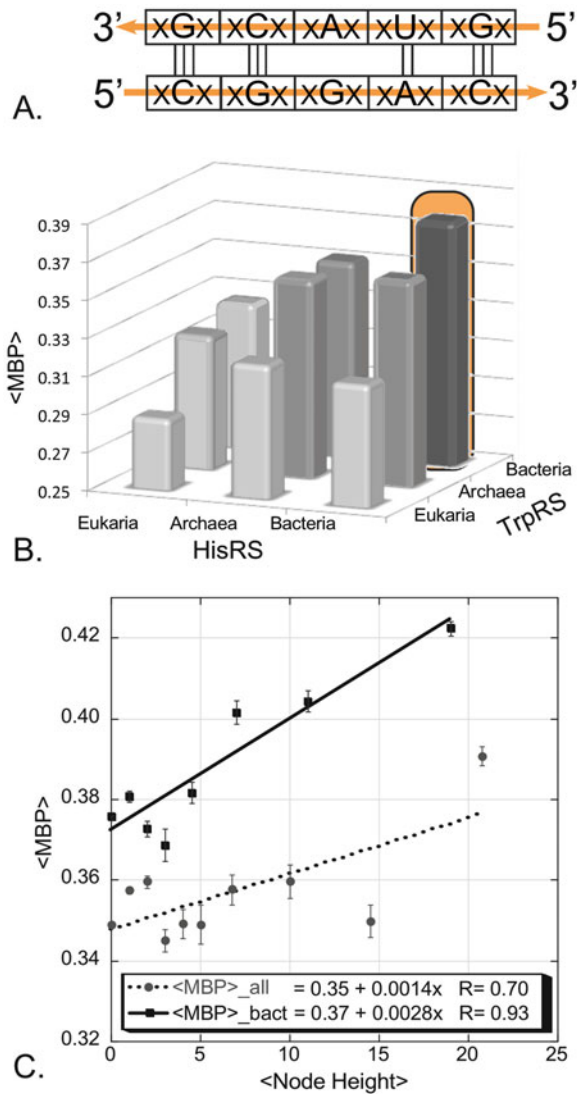 3’ xGx xCx xAx xUx xGx 5’
5’ xCx xGx xGx xAx xCx 3’
A.
0.39
0.37
0.35
0.33
0.31
0.29
0.27
0.25
<MBP>
Eukaria Archaea Bacteria
HisRS
Eukaria Archaea Bacteria
TrpRS
B.
0.42
0.40
0.38
0.36
0.34
0.32
<MBP>
<MBP>_all = 0.35 + 0.0014x R= 0.70
<MBP>_bact = 0.37 + 0.0028x R= 0.93
0 5 10 15 20 25
<Node Height>
C.